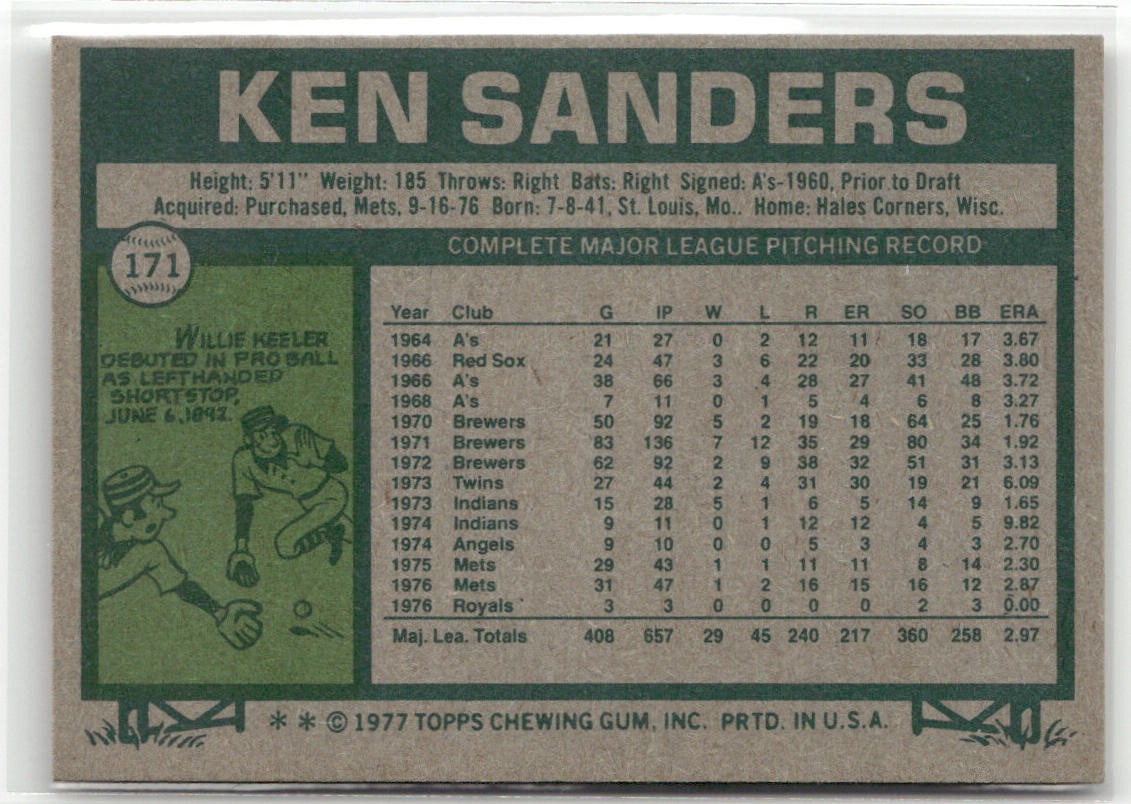 KEN SANDERS
Height: 5'11" Weight: 185 Throws: Right Bats: Right Signed: A's-1960, Prior to Draft
Acquired: Purchased, Mets, 9-16-76 Born: 7-8-41, St. Louis, Mo.. Home: Hales Corners, Wisc.
171
COMPLETE MAJOR LEAGUE PITCHING RECORD
WILLIE KEELER
DEBUTED IN PRO BALL
AS LEFTHANDED
SHORTSTOP,
JUNE 6, 1892.
Year Club G IP W L R ER SO BB ERA
1964 A's 21 27 0 2 12 11 18 17 3.67
1966 Red Sox 24 47 3 6 22 20 33 28 3.80
1966 A's 38 66 3 4 28 27 41 48 3.72
1968 A's 7 11 0 1 5 4 6 8 3.27
1970 Brewers 50 92 5 2 19 18 64 25 1.76
1971 Brewers 83 136 7 12 35 29 80 34 1.92
1972 Brewers 62 92 2 9 38 32 51 31 3.13
1973 Twins 27 44 2 4 31 30 19 21 6.09
1973 Indians 15 28 5 1 6 5 14 9 1.65
1974 Indians 9 11 0 1 12 12 4 5 9.82
1974 Angels 9 10 0 0 5 3 4 3 2.70
1975 Mets 29 43 1 1 11 11 8 14 2.30
1976 Mets 31 47 1 2 16 15 16 12 2.87
1976 Royals 3 3 0 0 0 0 2 3 0.00
Maj. Lea. Totals 408 657 29 45 240 217 360 258 2.97
* * © 1977 TOPPS CHEWING GUM, INC. PRTD. IN U.S.A.